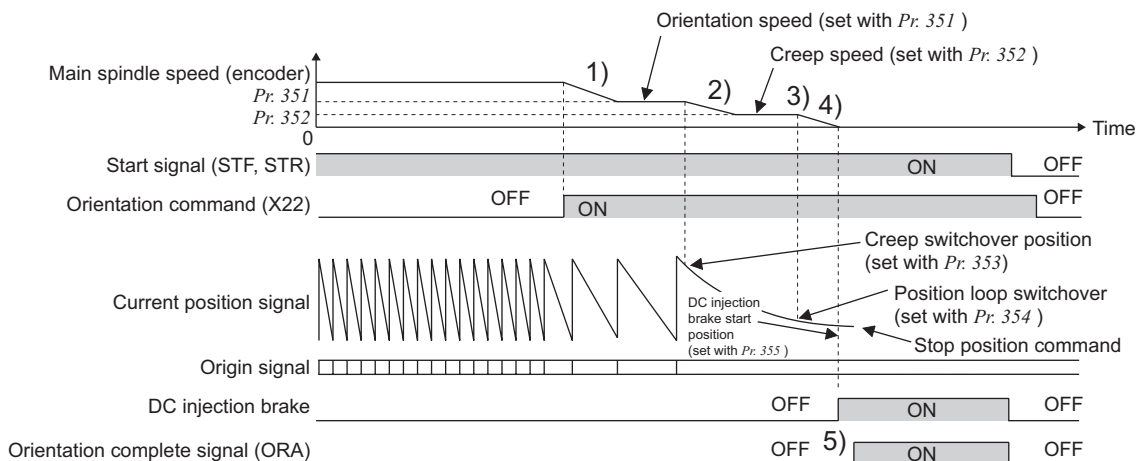 Orientation speed (set with Pr. 351 )
Creep speed (set with Pr. 352 )
Main spindle speed (encoder)
1)
2)
3)
4)
Pr. 351
Pr. 352
0
Time
Start signal (STF, STR)
ON
OFF
Orientation command (X22)
OFF
ON
OFF
Creep switchover position
(set with Pr. 353)
Current position signal
DC injection
brake start
position
(set with Pr. 355 )
Position loop switchover
(set with Pr. 354 )
Stop position command
Origin signal
DC injection brake
OFF
ON
OFF
Orientation complete signal (ORA)
OFF
5)
ON
OFF